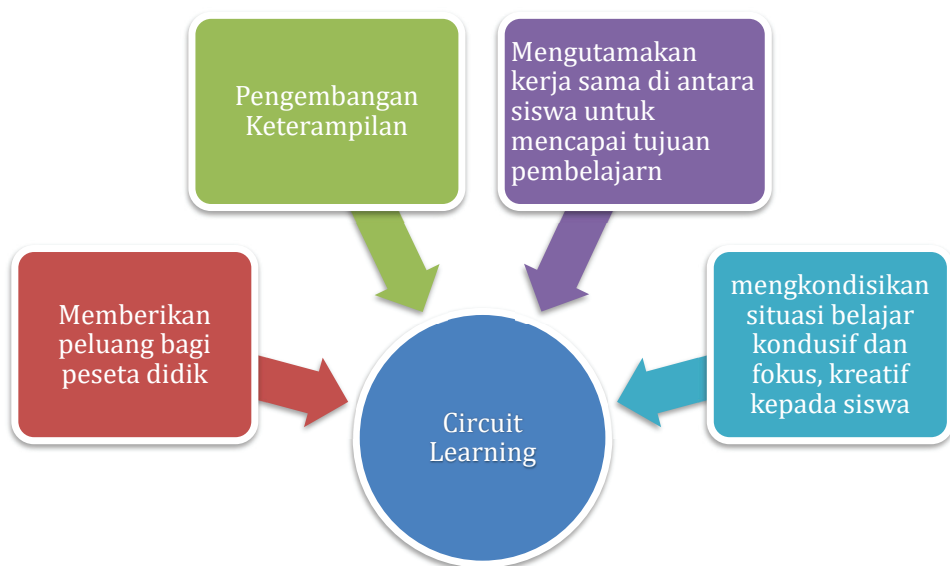 Pengembangan
Keterampilan
Mengutamakan
kerja sama di antara
siswa untuk
mencapai tujuan
pembelajarn
Memberikan
peluang bagi
peseta didik
mengkondisikan
situasi belajar
kondusif dan
fokus, kreatif
kepada siswa
Circuit
Learning